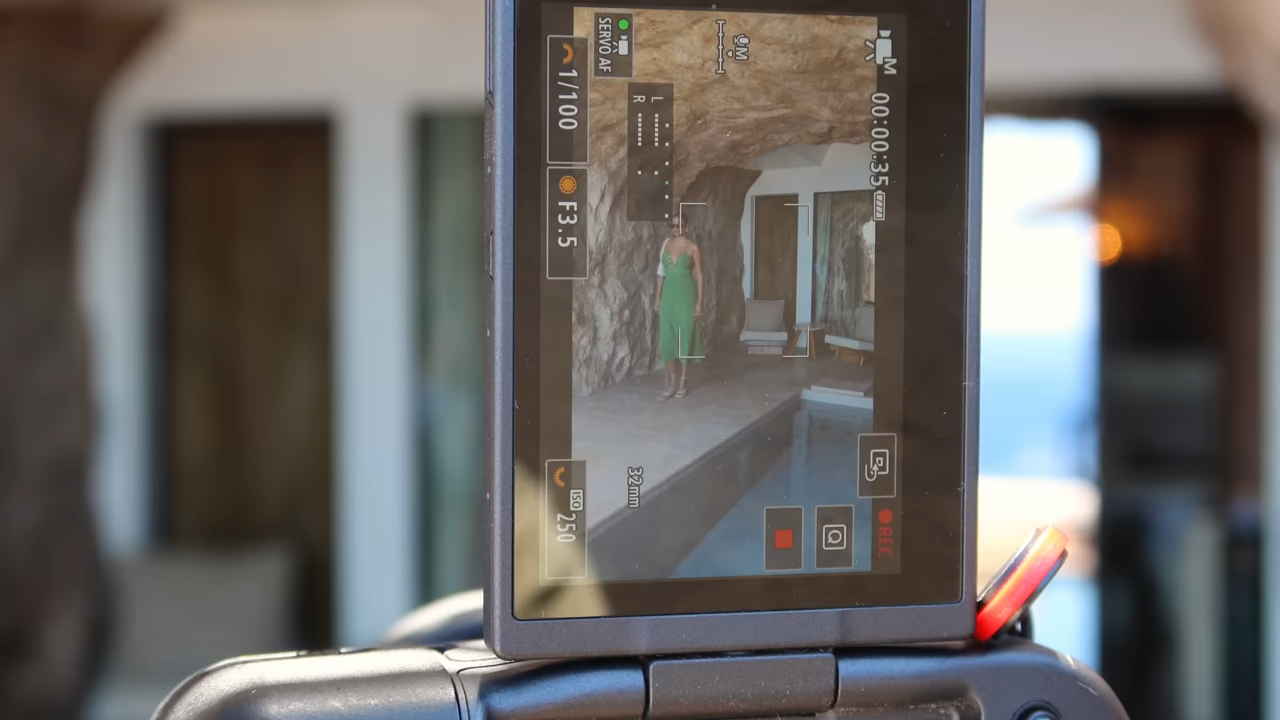 M 00:00:35
M
L
R
SERVO AF
1/100
F3.5
32mm
ISO 250
Q
REC